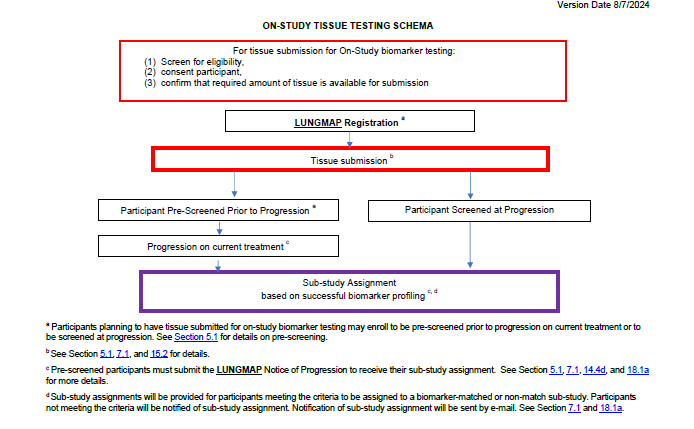 Version Date 8/7/2024
ON-STUDY TISSUE TESTING SCHEMA
For tissue submission for On-Study biomarker testing:
(1) Screen for eligibility,
(2) consent participant,
(3) confirm that required amount of tissue is available for submission
LUNGMAP Registration a
Tissue submission b
Participant Pre-Screened Prior to Progression a
Participant Screened at Progression
Progression on current treatment c
Sub-study Assignment
based on successful biomarker profiling c, d
a Participants planning to have tissue submitted for on-study biomarker testing may enroll to be pre-screened prior to progression on current treatment or to
be screened at progression. See Section 5.1 for details on pre-screening.
b See Section 5.1, 7.1, and 15.2 for details.
c Pre-screened participants must submit the LUNGMAP Notice of Progression to receive their sub-study assignment. See Section 5.1, 7.1, 14.4d, and 18.1a
for more details.
d Sub-study assignments will be provided for participants meeting the criteria to be assigned to a biomarker-matched or non-match sub-study. Participants
not meeting the criteria will be notified of sub-study assignment. Notification of sub-study assignment will be sent by e-mail. See Section 7.1 and 18.1a.